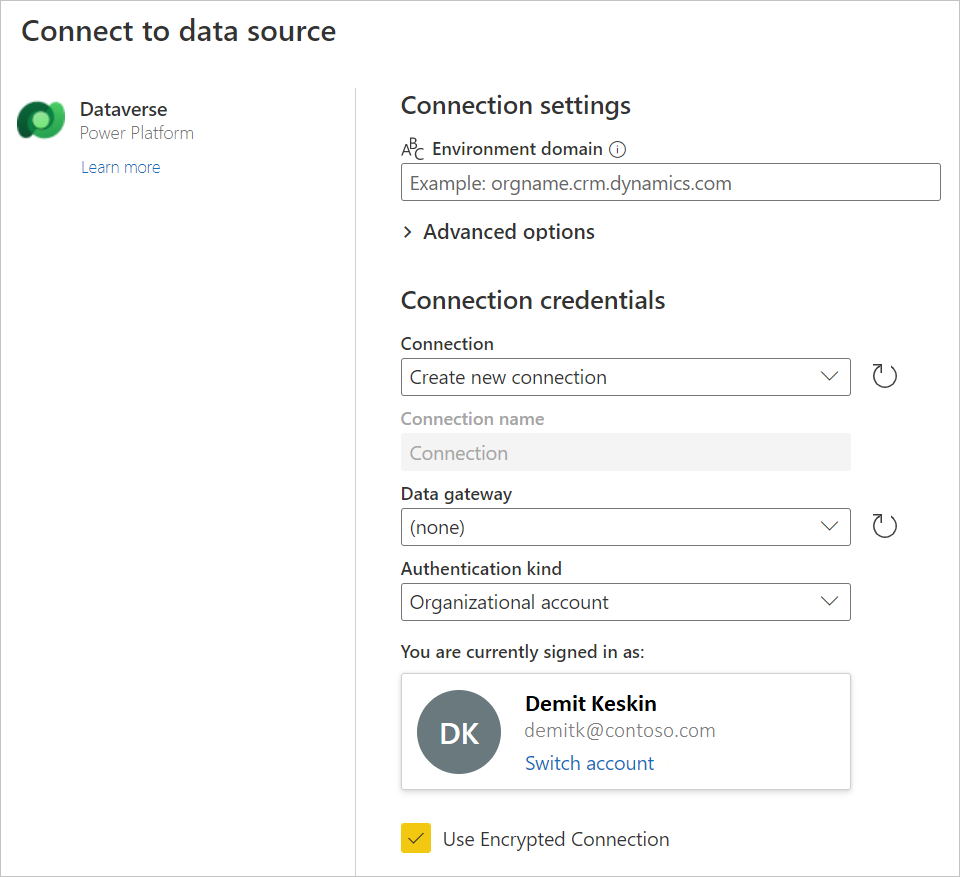 Connect to data source
Dataverse
Power Platform
Learn more
Connection settings
ABC Environment domain
Example: orgname.crm.dynamics.com
Advanced options
Connection credentials
Connection
Create new connection
Connection name
Connection
Data gateway
(none)
Authentication kind
Organizational account
You are currently signed in as:
DK
Demit Keskin
demitk@contoso.com
Switch account
Use Encrypted Connection